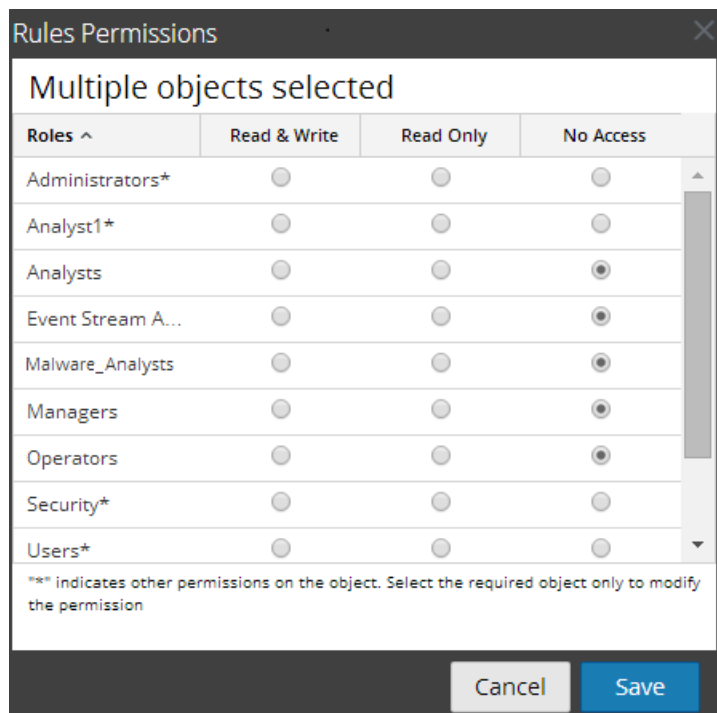 Rules Permissions
Multiple objects selected
Roles Read & Write Read Only No Access
Administrators*
Analyst1*
Analysts
Event Stream A...
Malware_Analysts
Managers
Operators
Security*
Users*
"*" indicates other permissions on the object. Select the required object only to modify
the permission
Cancel Save